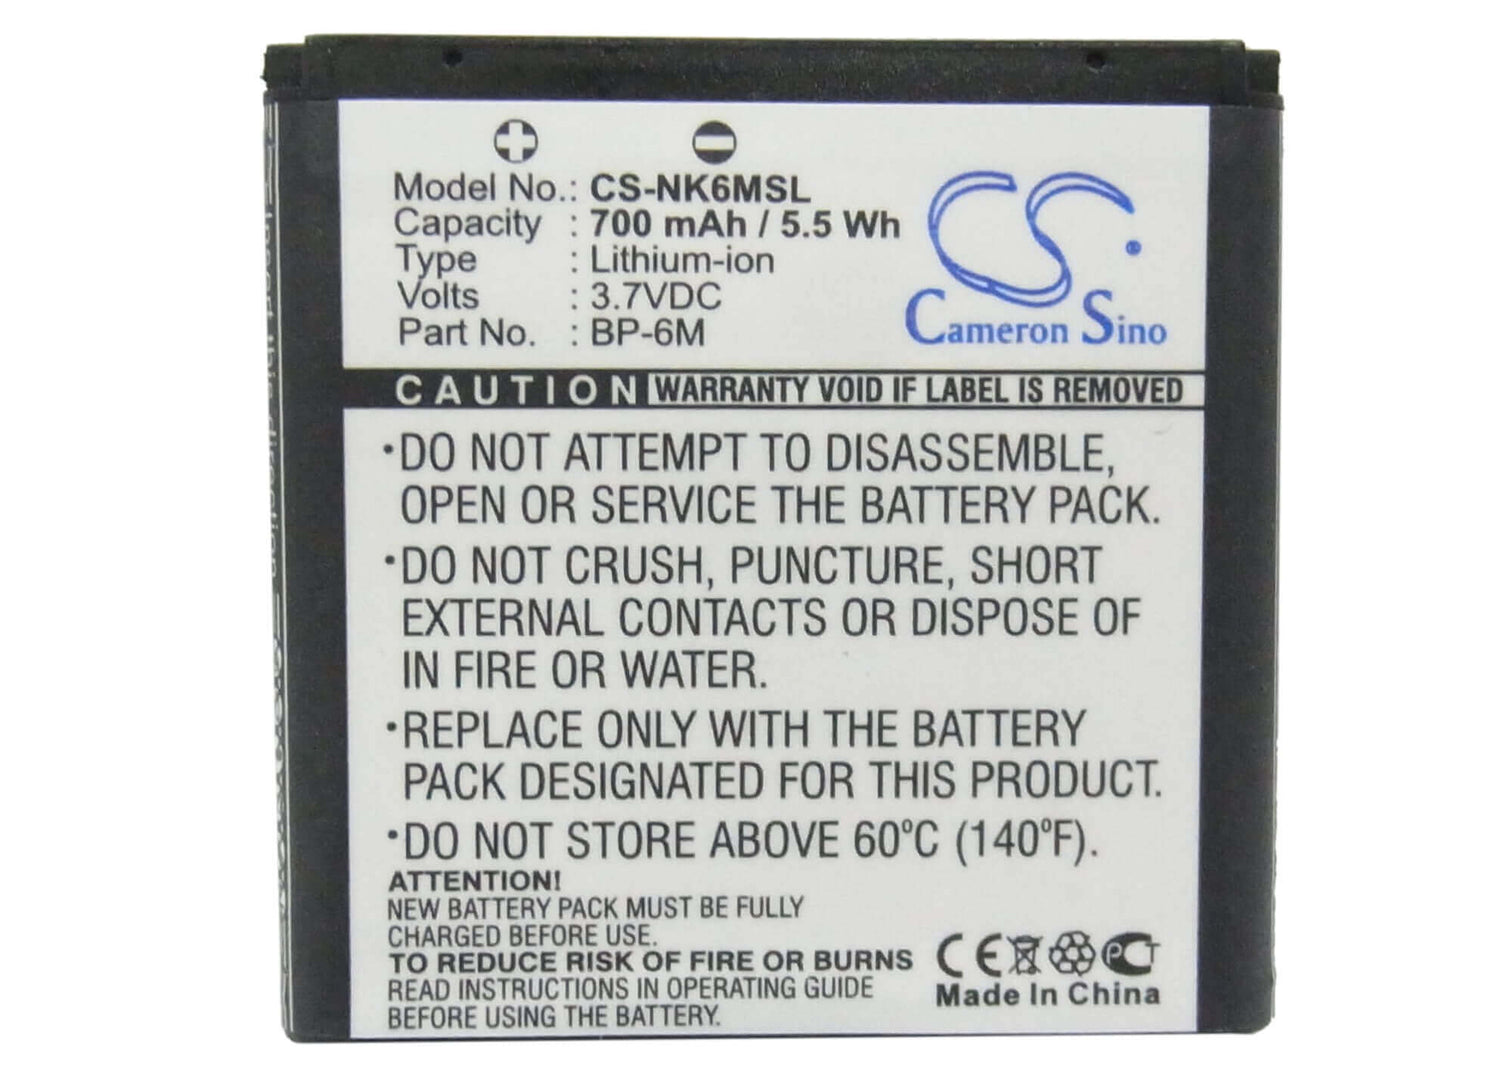 Model No.: CS-NK6MSL
Capacity : 700 mAh / 5.5 Wh
Type : Lithium-ion
Volts : 3.7VDC
Part No. : BP-6M
CS
Cameron Sino
CAUTION WARRANTY VOID IF LABEL IS REMOVED
•DO NOT ATTEMPT TO DISASSEMBLE,
OPEN OR SERVICE THE BATTERY PACK.
•DO NOT CRUSH, PUNCTURE, SHORT
EXTERNAL CONTACTS OR DISPOSE OF
IN FIRE OR WATER.
•REPLACE ONLY WITH THE BATTERY
PACK DESIGNATED FOR THIS PRODUCT.
•DO NOT STORE ABOVE 60°C (140°F).
ATTENTION!
NEW BATTERY PACK MUST BE FULLY
CHARGED BEFORE USE.
TO REDUCE RISK OF FIRE OR BURNS
READ INSTRUCTIONS IN OPERATING GUIDE
BEFORE USING THE BATTERY.
CE PCT
Made In China